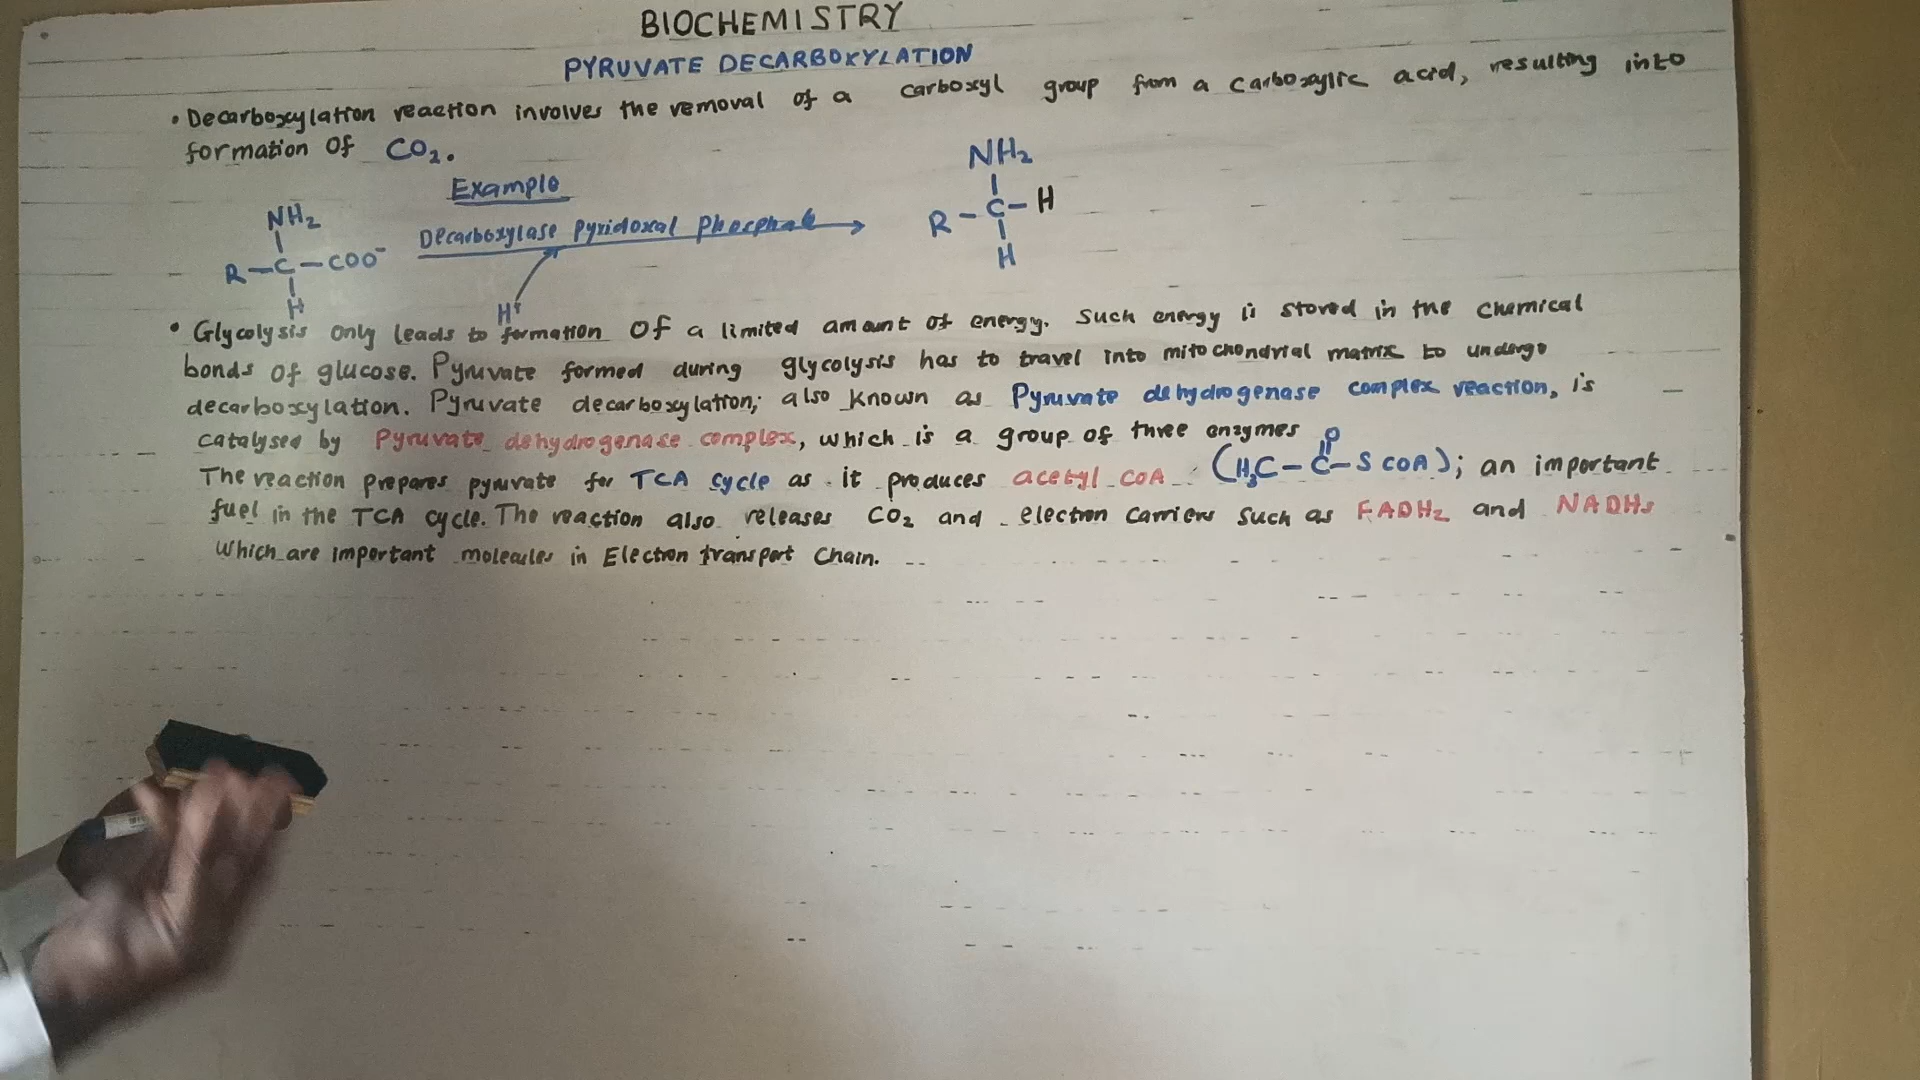 BIOCHEMISTRY
PYRUVATE DECARBOXYLATION
• Decarboxylation reaction involves the removal of a carboxyl group from a carboxylic acid, resulting into
formation of CO₂.
Example
NH₂
R-C-COO⁻
H
Decarboxylase Pyridoxal Phosphate
H⁺
NH₂
R-C-H
H
• Glycolysis only leads to formation of a limited amount of energy. Such energy is stored in the chemical
bonds of glucose. Pyruvate formed during glycolysis has to travel into mitochondrial matrix to undergo
decarboxylation. Pyruvate decarboxylation, also known as Pyruvate dehydrogenase complex reaction, is
catalysed by Pyruvate dehydrogenase complex, which is a group of three enzymes
The reaction prepares pyruvate for TCA cycle as it produces acetyl coA (H₃C-C-S COA); an important
O
fuel in the TCA cycle. The reaction also releases CO₂ and electron carriers such as FADH₂ and NADH
which are important molecules in Electron transport Chain.